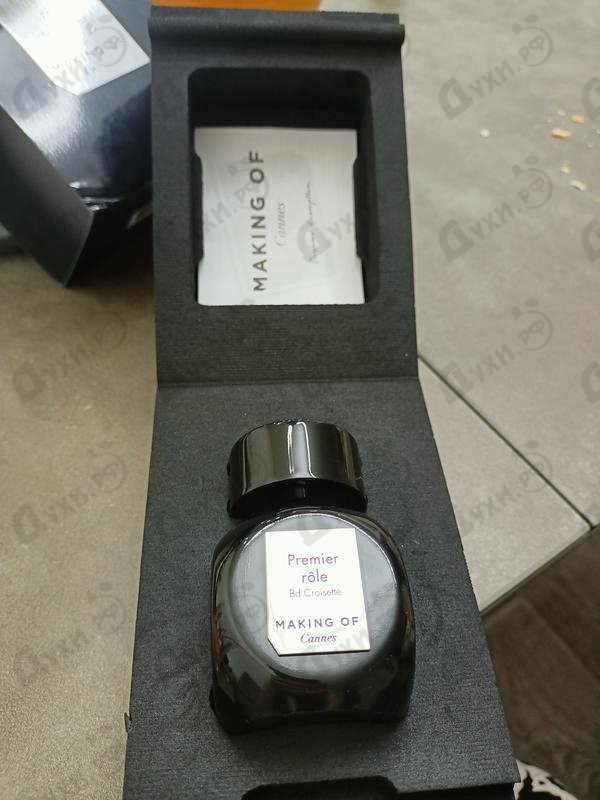 MAKING OF
Cannes
Premier
rôle
Bd Croisette
MAKING OF
Cannes
Духи.рф